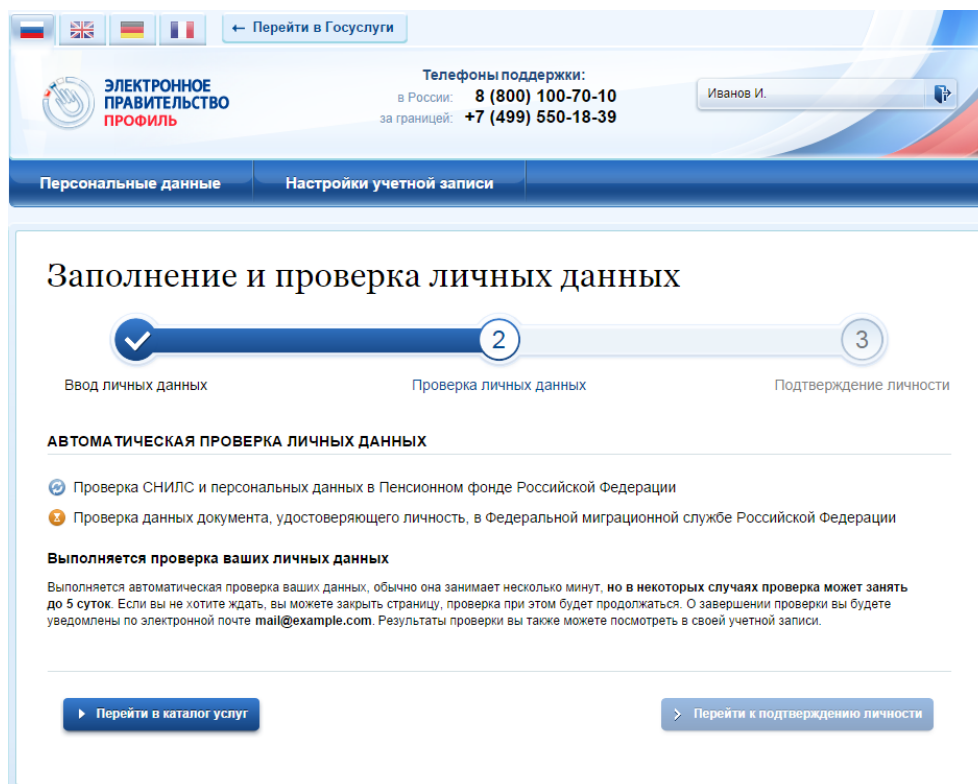 ← Перейти в Госуслуги
ЭЛЕКТРОННОЕ
ПРАВИТЕЛЬСТВО
ПРОФИЛЬ
Телефоны поддержки:
в России: 8 (800) 100-70-10
за границей: +7 (499) 550-18-39
Иванов И.
Персональные данные Настройки учетной записи
Заполнение и проверка личных данных
2 3
Ввод личных данных Проверка личных данных Подтверждение личности
АВТОМАТИЧЕСКАЯ ПРОВЕРКА ЛИЧНЫХ ДАННЫХ
Проверка СНИЛС и персональных данных в Пенсионном фонде Российской Федерации
Проверка данных документа, удостоверяющего личность, в Федеральной миграционной службе Российской Федерации
Выполняется проверка ваших личных данных
Выполняется автоматическая проверка ваших данных, обычно она занимает несколько минут, но в некоторых случаях проверка может занять
до 5 суток. Если вы не хотите ждать, вы можете закрыть страницу, проверка при этом будет продолжаться. О завершении проверки вы будете
уведомлены по электронной почте mail@example.com. Результаты проверки вы также можете посмотреть в своей учетной записи.
Перейти в каталог услуг Перейти к подтверждению личности